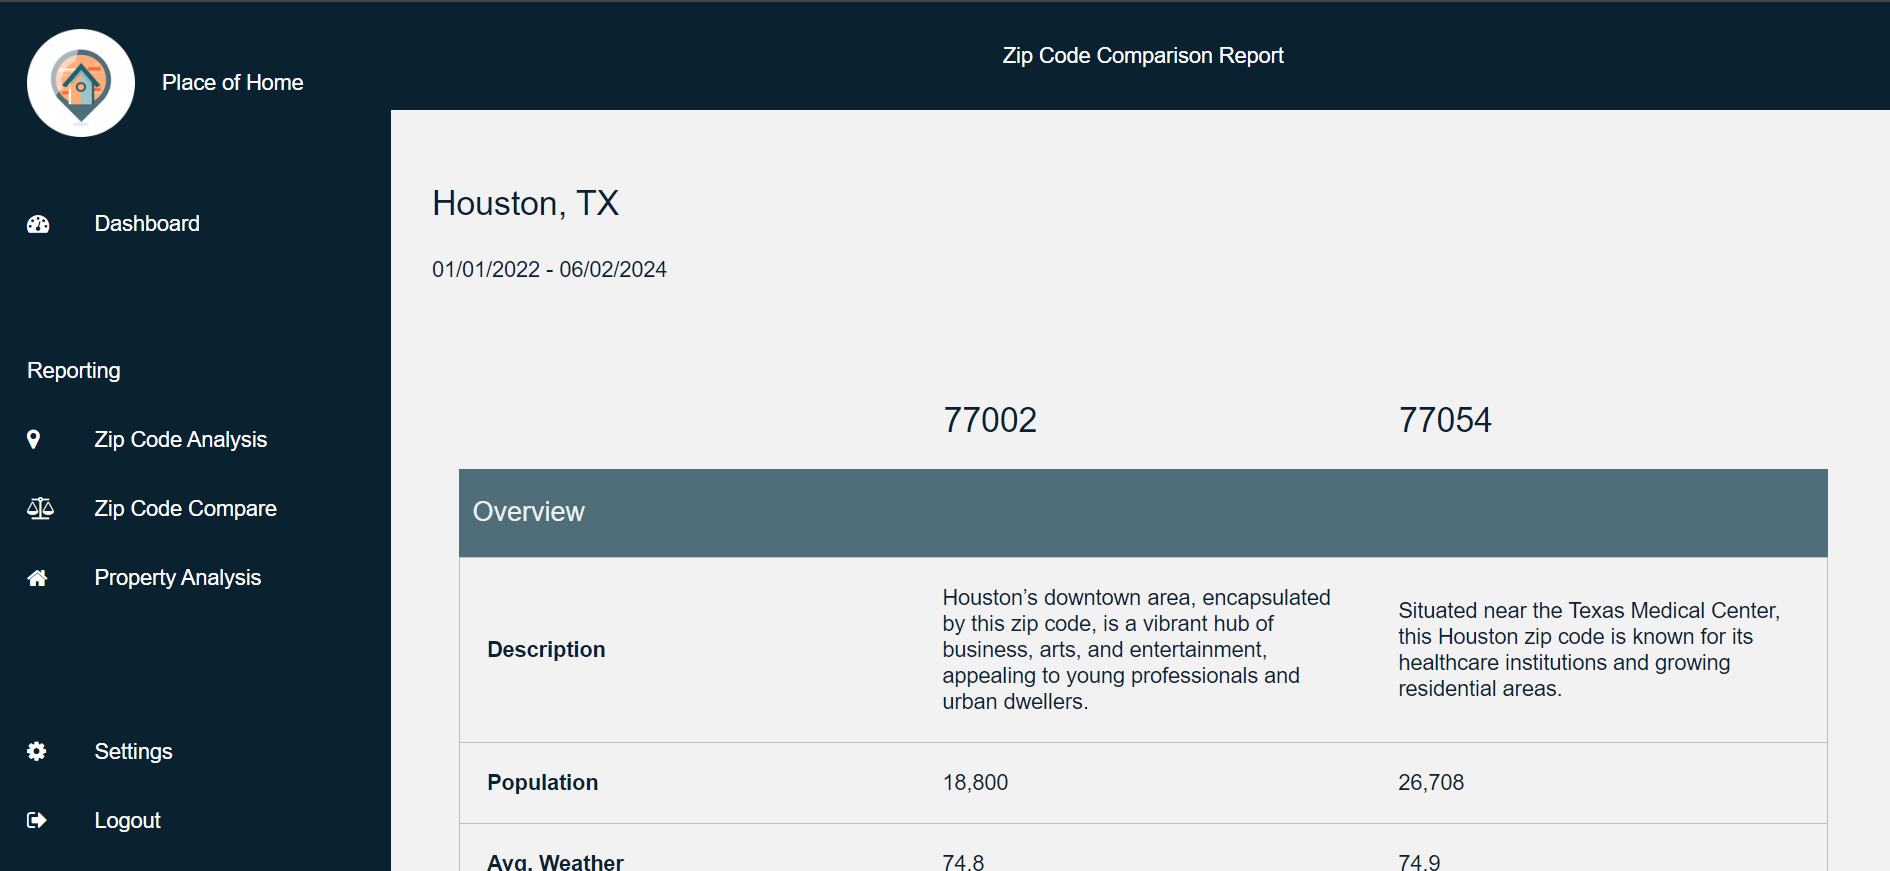 Place of Home
Zip Code Comparison Report
Dashboard
Reporting
Zip Code Analysis
Zip Code Compare
Property Analysis
Settings
Logout
Houston, TX
01/01/2022 - 06/02/2024
77002
77054
Overview
Description
Houston’s downtown area, encapsulated
by this zip code, is a vibrant hub of
business, arts, and entertainment,
appealing to young professionals and
urban dwellers.
Situated near the Texas Medical Center,
this Houston zip code is known for its
healthcare institutions and growing
residential areas.
Population
18,800
26,708
Avg. Weather
74.8
74.9